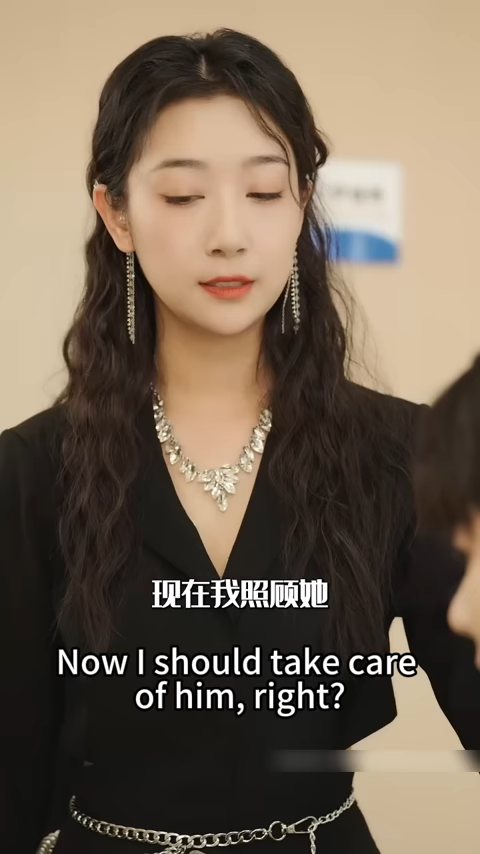 现在我照顾她
Now I should take care
of him, right?